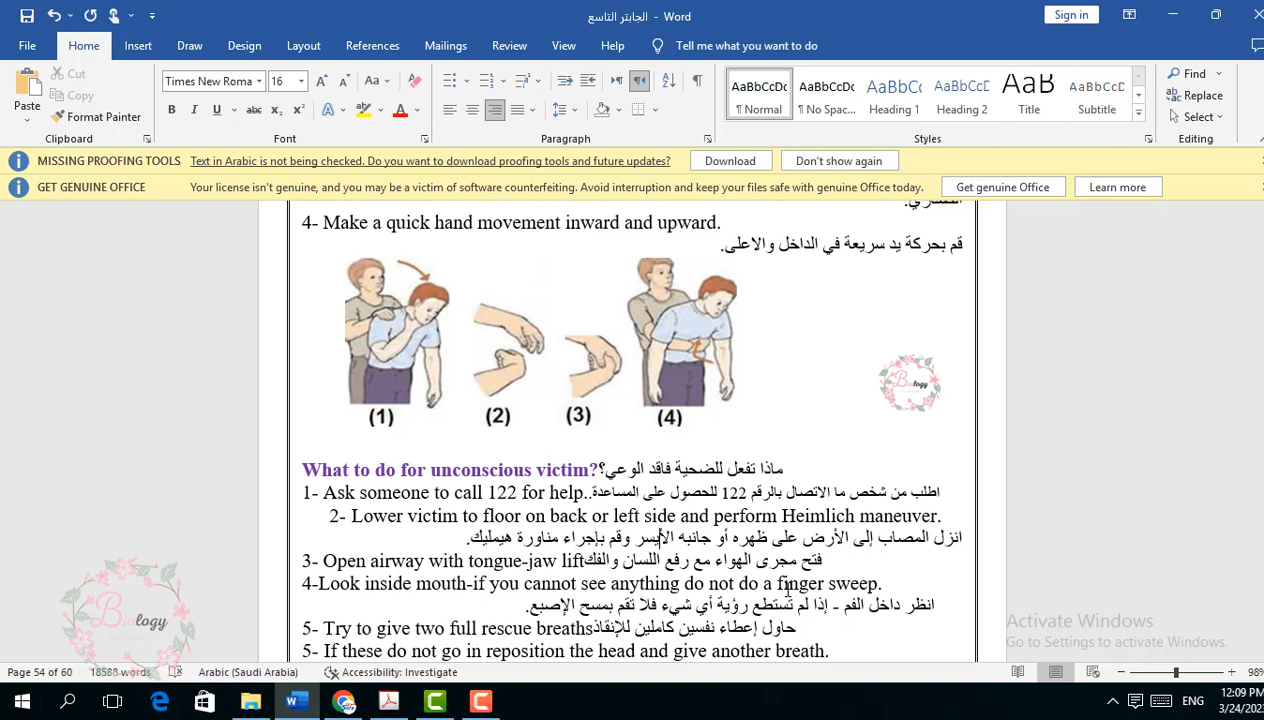 الجابتر التاسع - Word
Sign in
File Home Insert Draw Design Layout References Mailings Review View Help Tell me what you want to do
Paste
Cut
Copy
Format Painter
Clipboard
Times New Roma 16
Font
Paragraph
AaBbCcDc AaBbCcDc AaBbCc AaBbCcD AaB AaBbCcD
¶ Normal ¶ No Spac... Heading 1 Heading 2 Title Subtitle
Styles
Find
Replace
Select
Editing
MISSING PROOFING TOOLS Text in Arabic is not being checked. Do you want to download proofing tools and future updates? Download Don't show again
GET GENUINE OFFICE Your license isn't genuine, and you may be a victim of software counterfeiting. Avoid interruption and keep your files safe with genuine Office today. Get genuine Office Learn more
4- Make a quick hand movement inward and upward.
قم بحركة يد سريعة في الداخل والاعلى.
(1) (2) (3) (4)
Biology
What to do for unconscious victim?ماذا تفعل للضحية فاقد الوعي؟
1- Ask someone to call 122 for help..اطلب من شخص ما الاتصال بالرقم 122 للحصول على المساعدة
2- Lower victim to floor on back or left side and perform Heimlich maneuver.
انزل المصاب إلى الأرض على ظهره أو جانبه الأيسر وقم بإجراء مناورة هيمليك.
3- Open airway with tongue-jaw liftفتح مجرى الهواء مع رفع اللسان والفك
4-Look inside mouth-if you cannot see anything do not do a finger sweep.
انظر داخل الفم - إذا لم تستطع رؤية أي شيء فلا تقم بمسح الإصبع.
5- Try to give two full rescue breathsحاول إعطاء نفسين كاملين للإنقاذ
5- If these do not go in reposition the head and give another breath.
Biology
Activate Windows
Go to Settings to activate Windows.
Page 54 of 60 18568 words Arabic (Saudi Arabia) Accessibility: Investigate 98%
ENG
12:09 PM
3/24/202